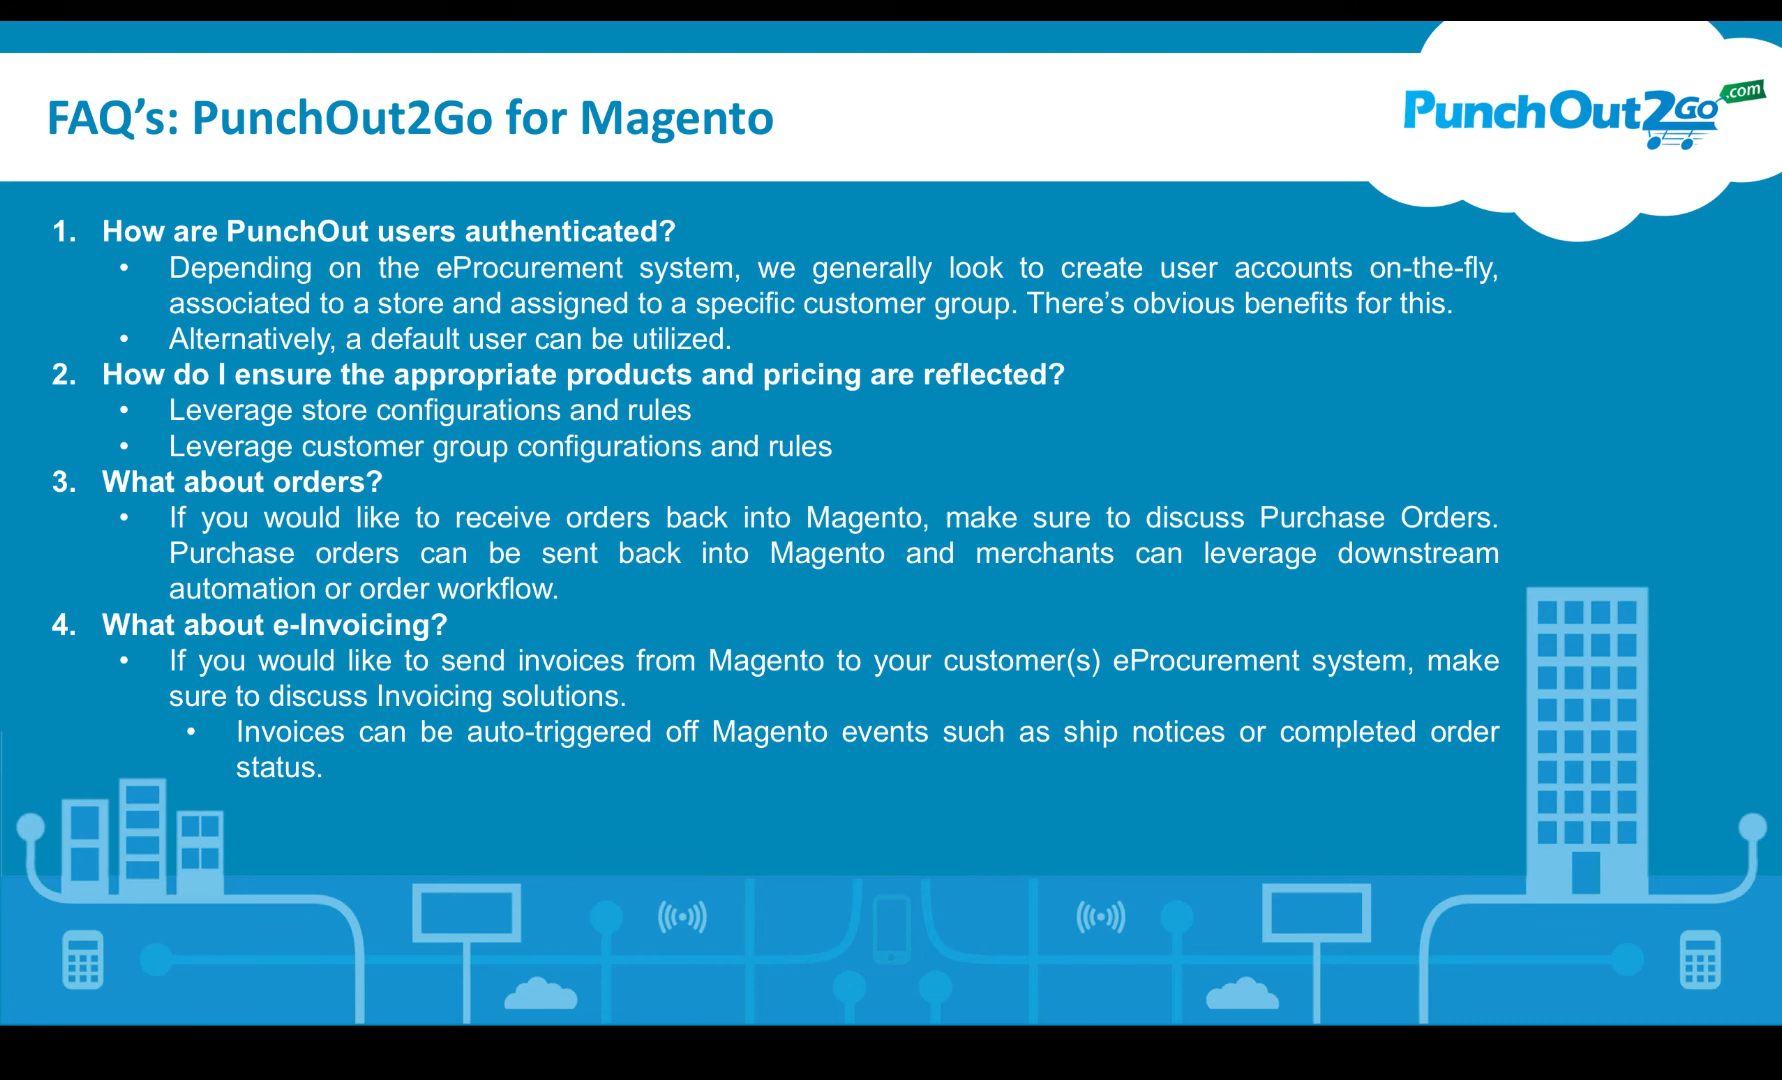 FAQ’s: PunchOut2Go for Magento
PunchOut2Go.com
1. How are PunchOut users authenticated?
• Depending on the eProcurement system, we generally look to create user accounts on-the-fly,
associated to a store and assigned to a specific customer group. There’s obvious benefits for this.
• Alternatively, a default user can be utilized.
2. How do I ensure the appropriate products and pricing are reflected?
• Leverage store configurations and rules
• Leverage customer group configurations and rules
3. What about orders?
• If you would like to receive orders back into Magento, make sure to discuss Purchase Orders.
Purchase orders can be sent back into Magento and merchants can leverage downstream
automation or order workflow.
4. What about e-Invoicing?
• If you would like to send invoices from Magento to your customer(s) eProcurement system, make
sure to discuss Invoicing solutions.
• Invoices can be auto-triggered off Magento events such as ship notices or completed order
status.